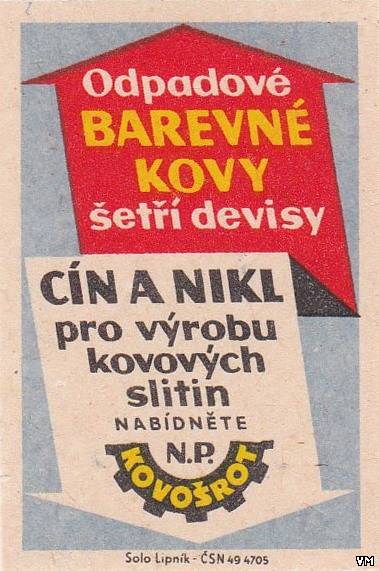 Odpadové
BAREVNÉ
KOVY
šetří devisy
CÍN A NIKL
pro výrobu
kovových
slitin
NABÍDNĚTE
N.P.
KOVOŠROT
Solo Lipník - ČSN 49 4705
VM